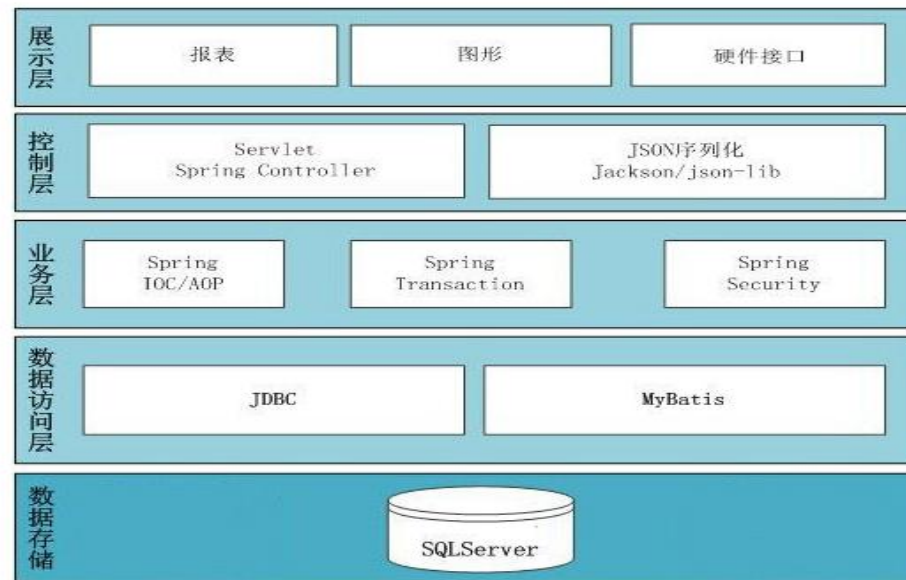 展示层
报表
图形
硬件接口
控制层
Servlet
Spring Controller
JSON序列化
Jackson/json-lib
业务层
Spring
IOC/AOP
Spring
Transaction
Spring
Security
数据访问层
JDBC
MyBatis
数据存储
SQLServer